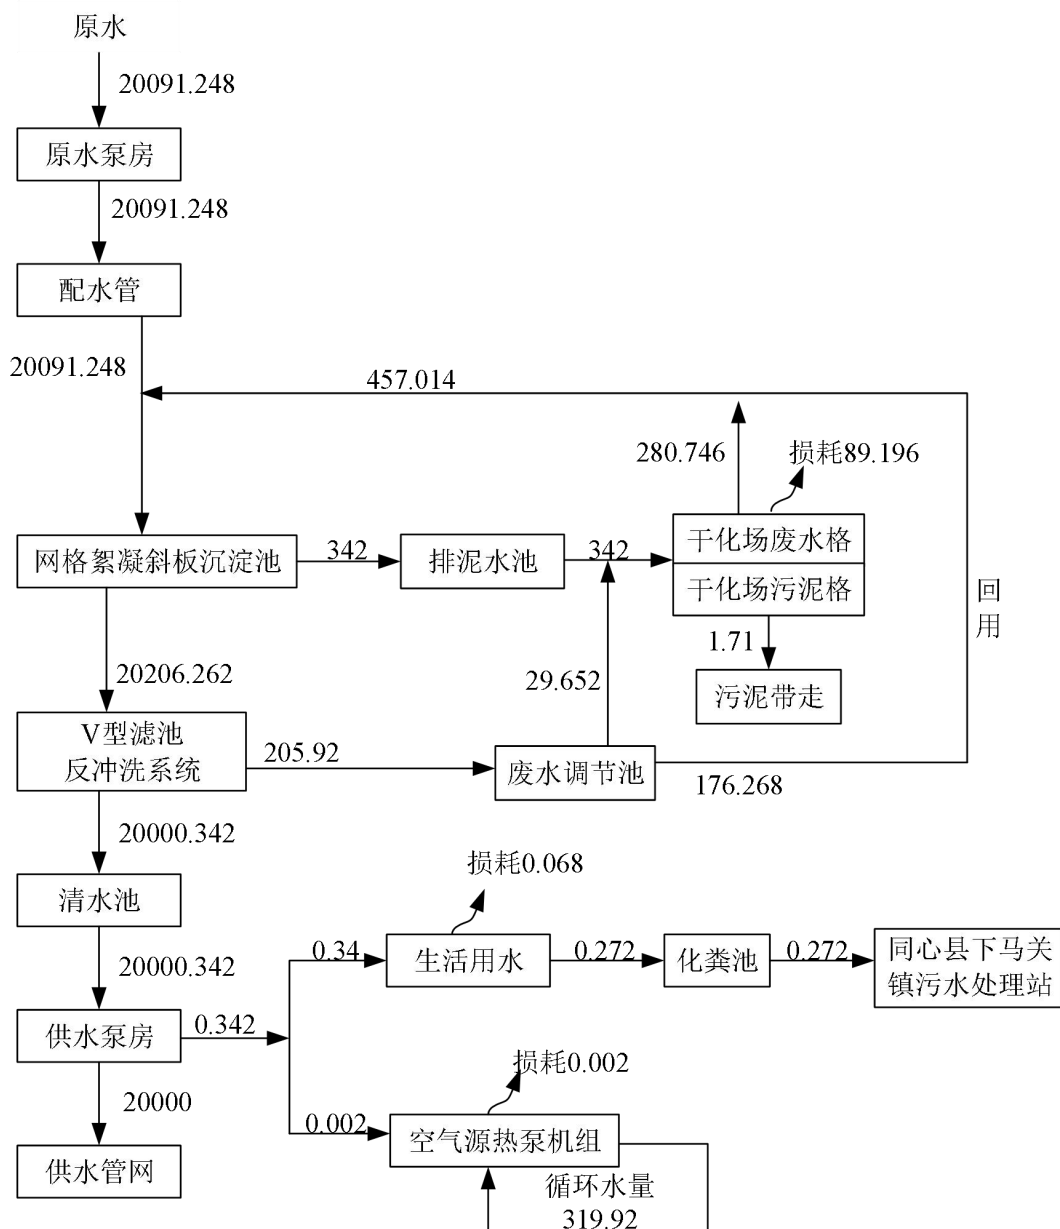 原水
20091.248
原水泵房
20091.248
配水管
20091.248
457.014
280.746
损耗89.196
网格絮凝斜板沉淀池
342
排泥水池
342
干化场废水格
干化场污泥格
回
用
1.71
污泥带走
20206.262
29.652
V型滤池
反冲洗系统
205.92
废水调节池
176.268
20000.342
清水池
损耗0.068
20000.342
0.34
生活用水
0.272
化粪池
0.272
同心县下马关
镇污水处理站
供水泵房
0.342
损耗0.002
20000
0.002
空气源热泵机组
供水管网
循环水量
319.92